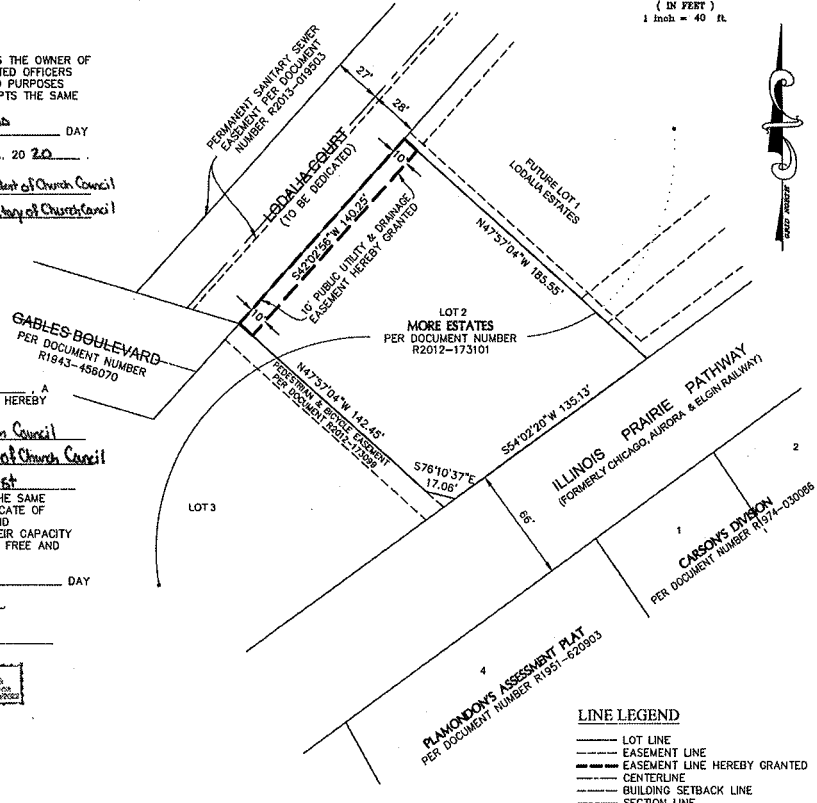 ( IN FEET )
1 inch = 40 ft.
S THE OWNER OF
TED OFFICERS
PURPOSES
PTS THE SAME
DAY
, 20 20 .
of Church Council
of Church Council
, A
HEREBY
Council
of Church Council
HE SAME
CATE OF
EIR CAPACITY
FREE AND
DAY
PERMANENT SANITARY SEWER
EASEMENT PER DOCUMENT
NUMBER R2013-019503
27'
28'
LODALIA COURT
(TO BE DEDICATED)
10'
S42°02'56"W 140.25'
10' PUBLIC UTILITY & DRAINAGE
EASEMENT HEREBY GRANTED
10'
FUTURE LOT 1
LODALIA ESTATES
N47°57'04"W 185.55'
GABLES BOULEVARD
PER DOCUMENT NUMBER
R1943-456070
LOT 2
MORE ESTATES
PER DOCUMENT NUMBER
R2012-173101
N47°57'04"W 142.45'
PEDESTRIAN & BICYCLE EASEMENT
PER DOCUMENT R2012-173099
S76°10'37"E
17.06'
S54°02'20"W 135.13'
LOT 3
66'
ILLINOIS PRAIRIE PATHWAY
(FORMERLY CHICAGO, AURORA & ELGIN RAILWAY)
2
1
CARSON'S DIVISION
PER DOCUMENT NUMBER R1974-030086
4
PLAMONDON'S ASSESSMENT PLAT
PER DOCUMENT NUMBER R1951-620903
LINE LEGEND
LOT LINE
EASEMENT LINE
EASEMENT LINE HEREBY GRANTED
CENTERLINE
BUILDING SETBACK LINE
SECTION LINE